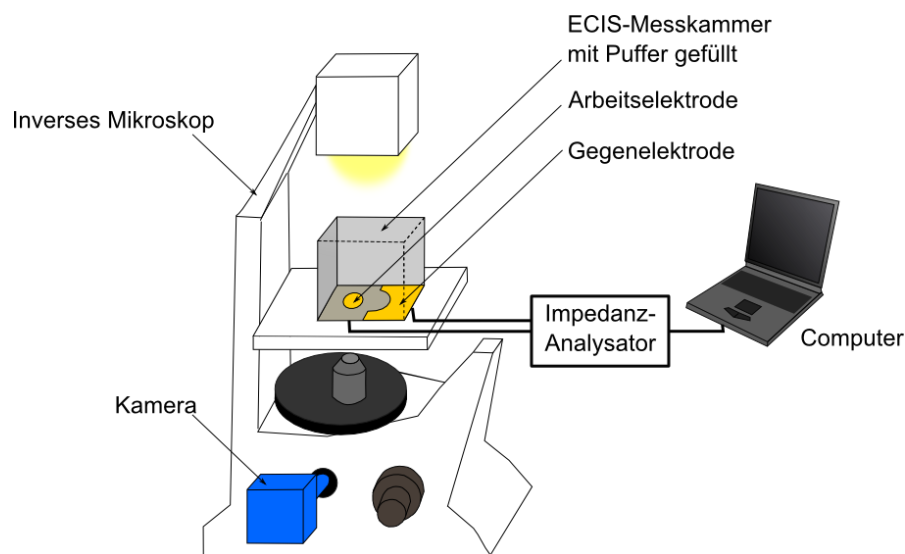 ECIS-Messkammer
mit Puffer gefüllt
Arbeitselektrode
Inverses Mikroskop
Gegenelektrode
Impedanz-
Analysator
Computer
Kamera